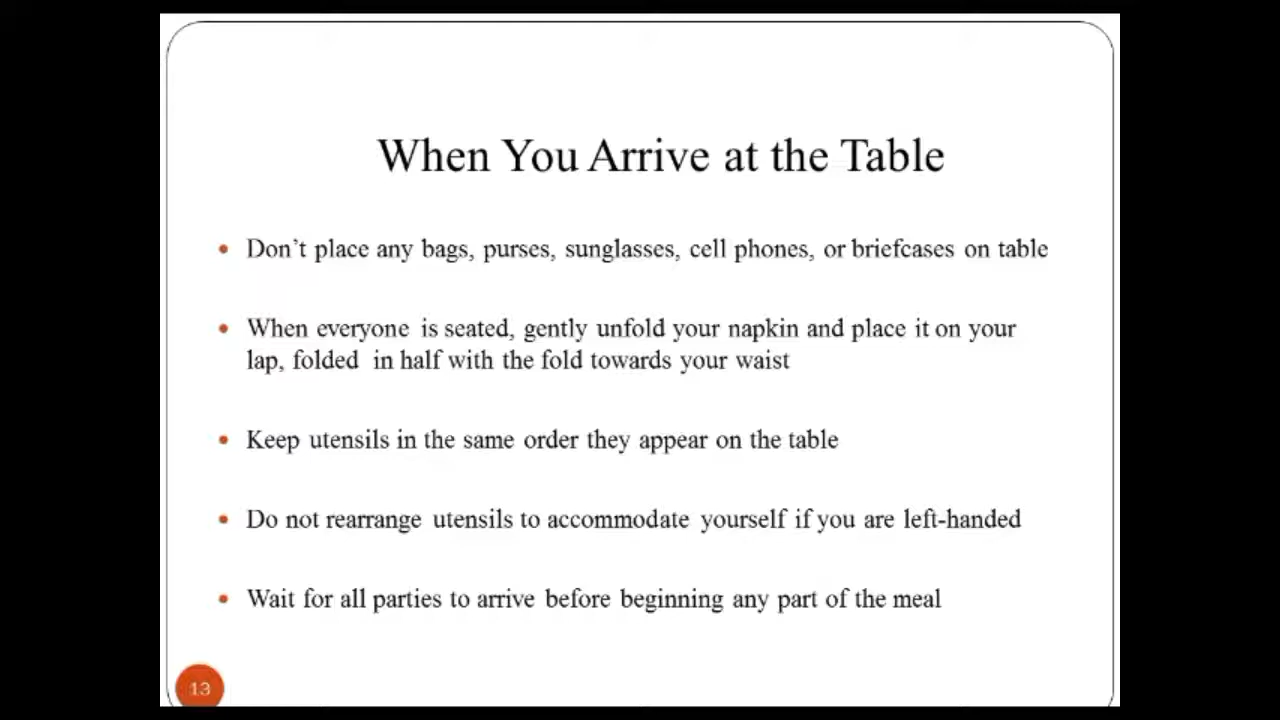 When You Arrive at the Table
• Don’t place any bags, purses, sunglasses, cell phones, or briefcases on table
• When everyone is seated, gently unfold your napkin and place it on your
lap, folded in half with the fold towards your waist
• Keep utensils in the same order they appear on the table
• Do not rearrange utensils to accommodate yourself if you are left-handed
• Wait for all parties to arrive before beginning any part of the meal
13